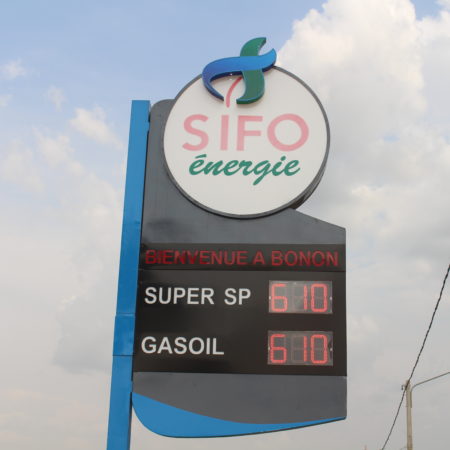 SIFO
énergie
BIENVENUE A BONON
SUPER SP 610
GASOIL 610